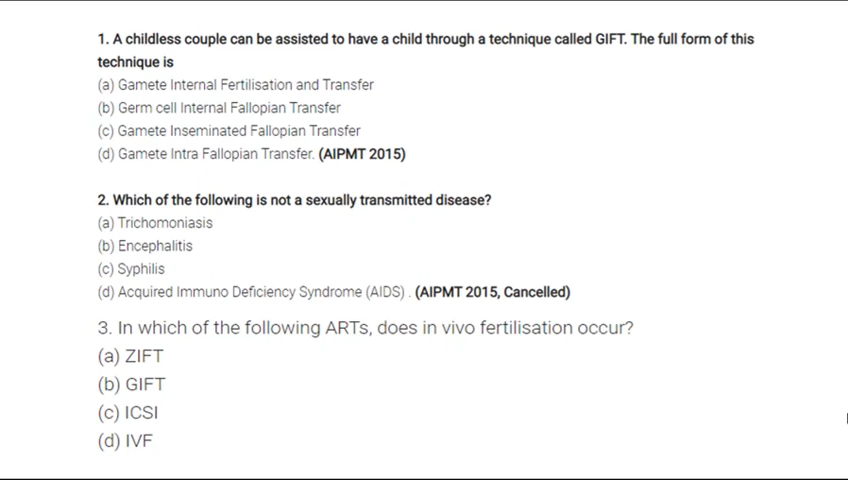 1. A childless couple can be assisted to have a child through a technique called GIFT. The full form of this
technique is
(a) Gamete Internal Fertilisation and Transfer
(b) Germ cell Internal Fallopian Transfer
(c) Gamete Inseminated Fallopian Transfer
(d) Gamete Intra Fallopian Transfer. (AIPMT 2015)
2. Which of the following is not a sexually transmitted disease?
(a) Trichomoniasis
(b) Encephalitis
(c) Syphilis
(d) Acquired Immuno Deficiency Syndrome (AIDS) . (AIPMT 2015, Cancelled)
3. In which of the following ARTs, does in vivo fertilisation occur?
(a) ZIFT
(b) GIFT
(c) ICSI
(d) IVF